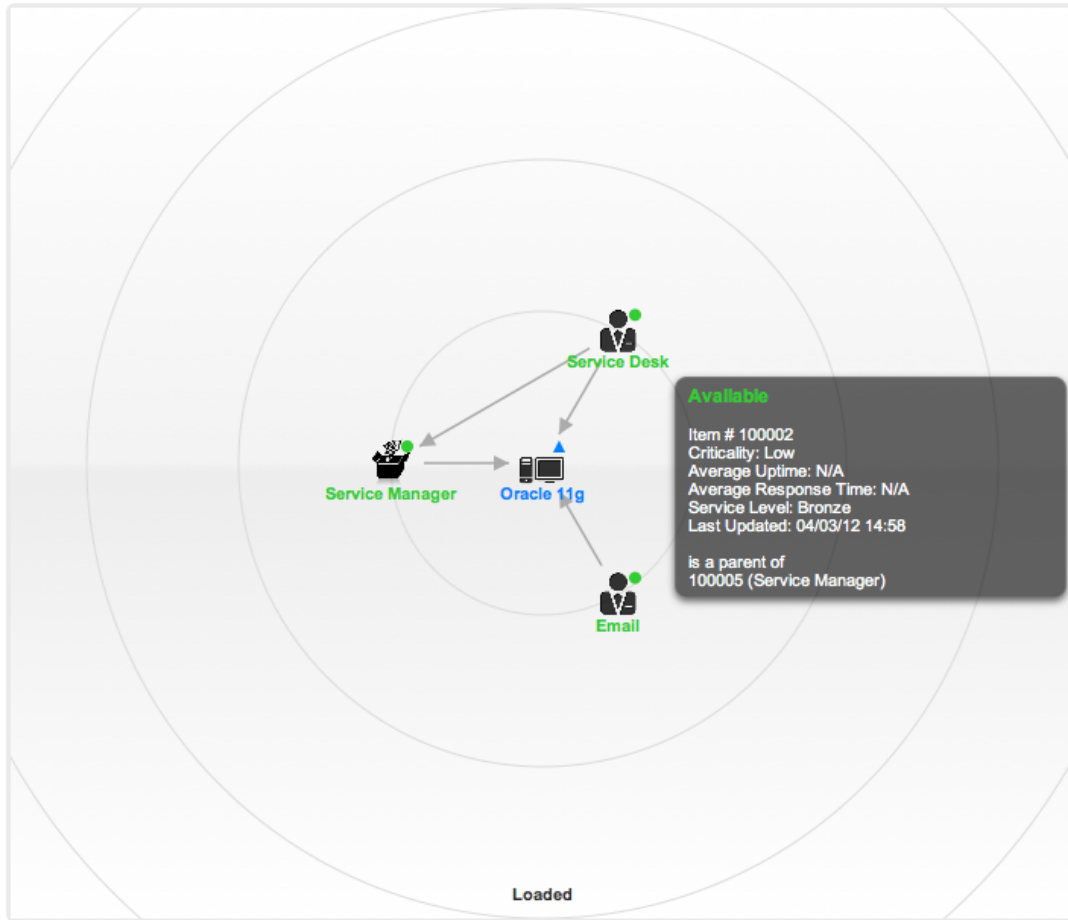 Service Desk
Available
Item # 100002
Criticality: Low
Average Uptime: N/A
Average Response Time: N/A
Service Level: Bronze
Last Updated: 04/03/12 14:58
is a parent of
100005 (Service Manager)
Service Manager
Oracle 11g
Email
Loaded